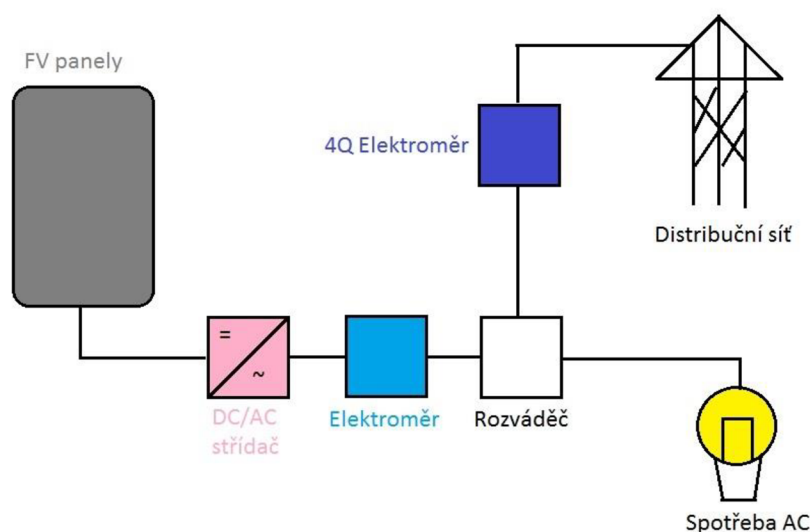 FV panely
4Q Elektroměr
Distribuční síť
=
~
DC/AC
střídač
Elektroměr
Rozváděč
Spotřeba AC